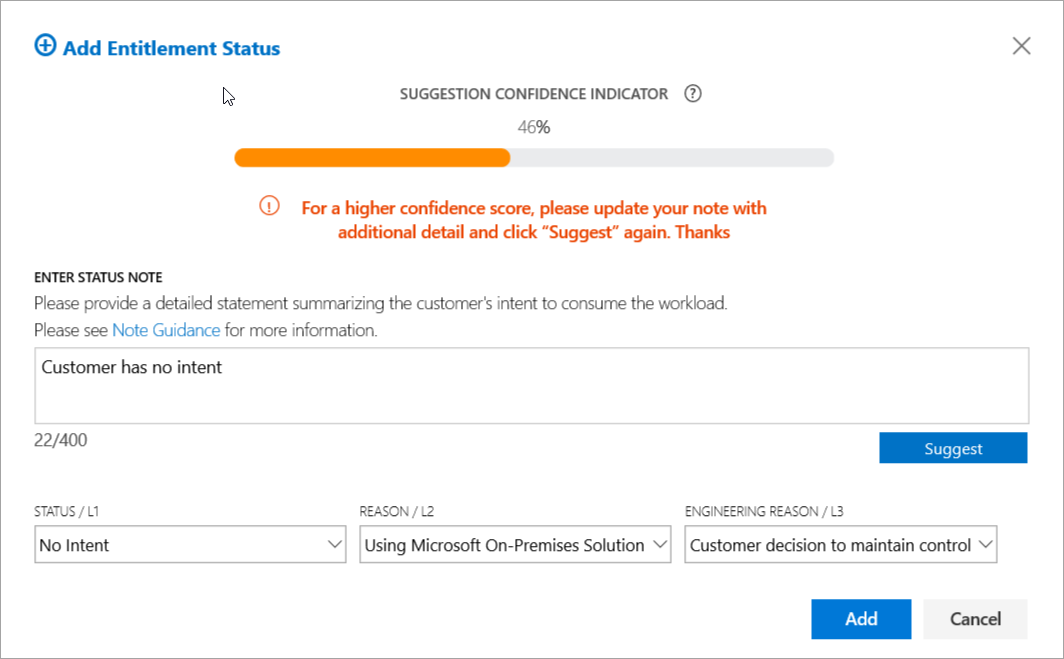 Add Entitlement Status
SUGGESTION CONFIDENCE INDICATOR ?
46%
! For a higher confidence score, please update your note with
additional detail and click “Suggest” again. Thanks
ENTER STATUS NOTE
Please provide a detailed statement summarizing the customer's intent to consume the workload.
Please see Note Guidance for more information.
Customer has no intent
22/400
Suggest
STATUS / L1
REASON / L2
ENGINEERING REASON / L3
No Intent
Using Microsoft On-Premises Solution
Customer decision to maintain control
Add
Cancel